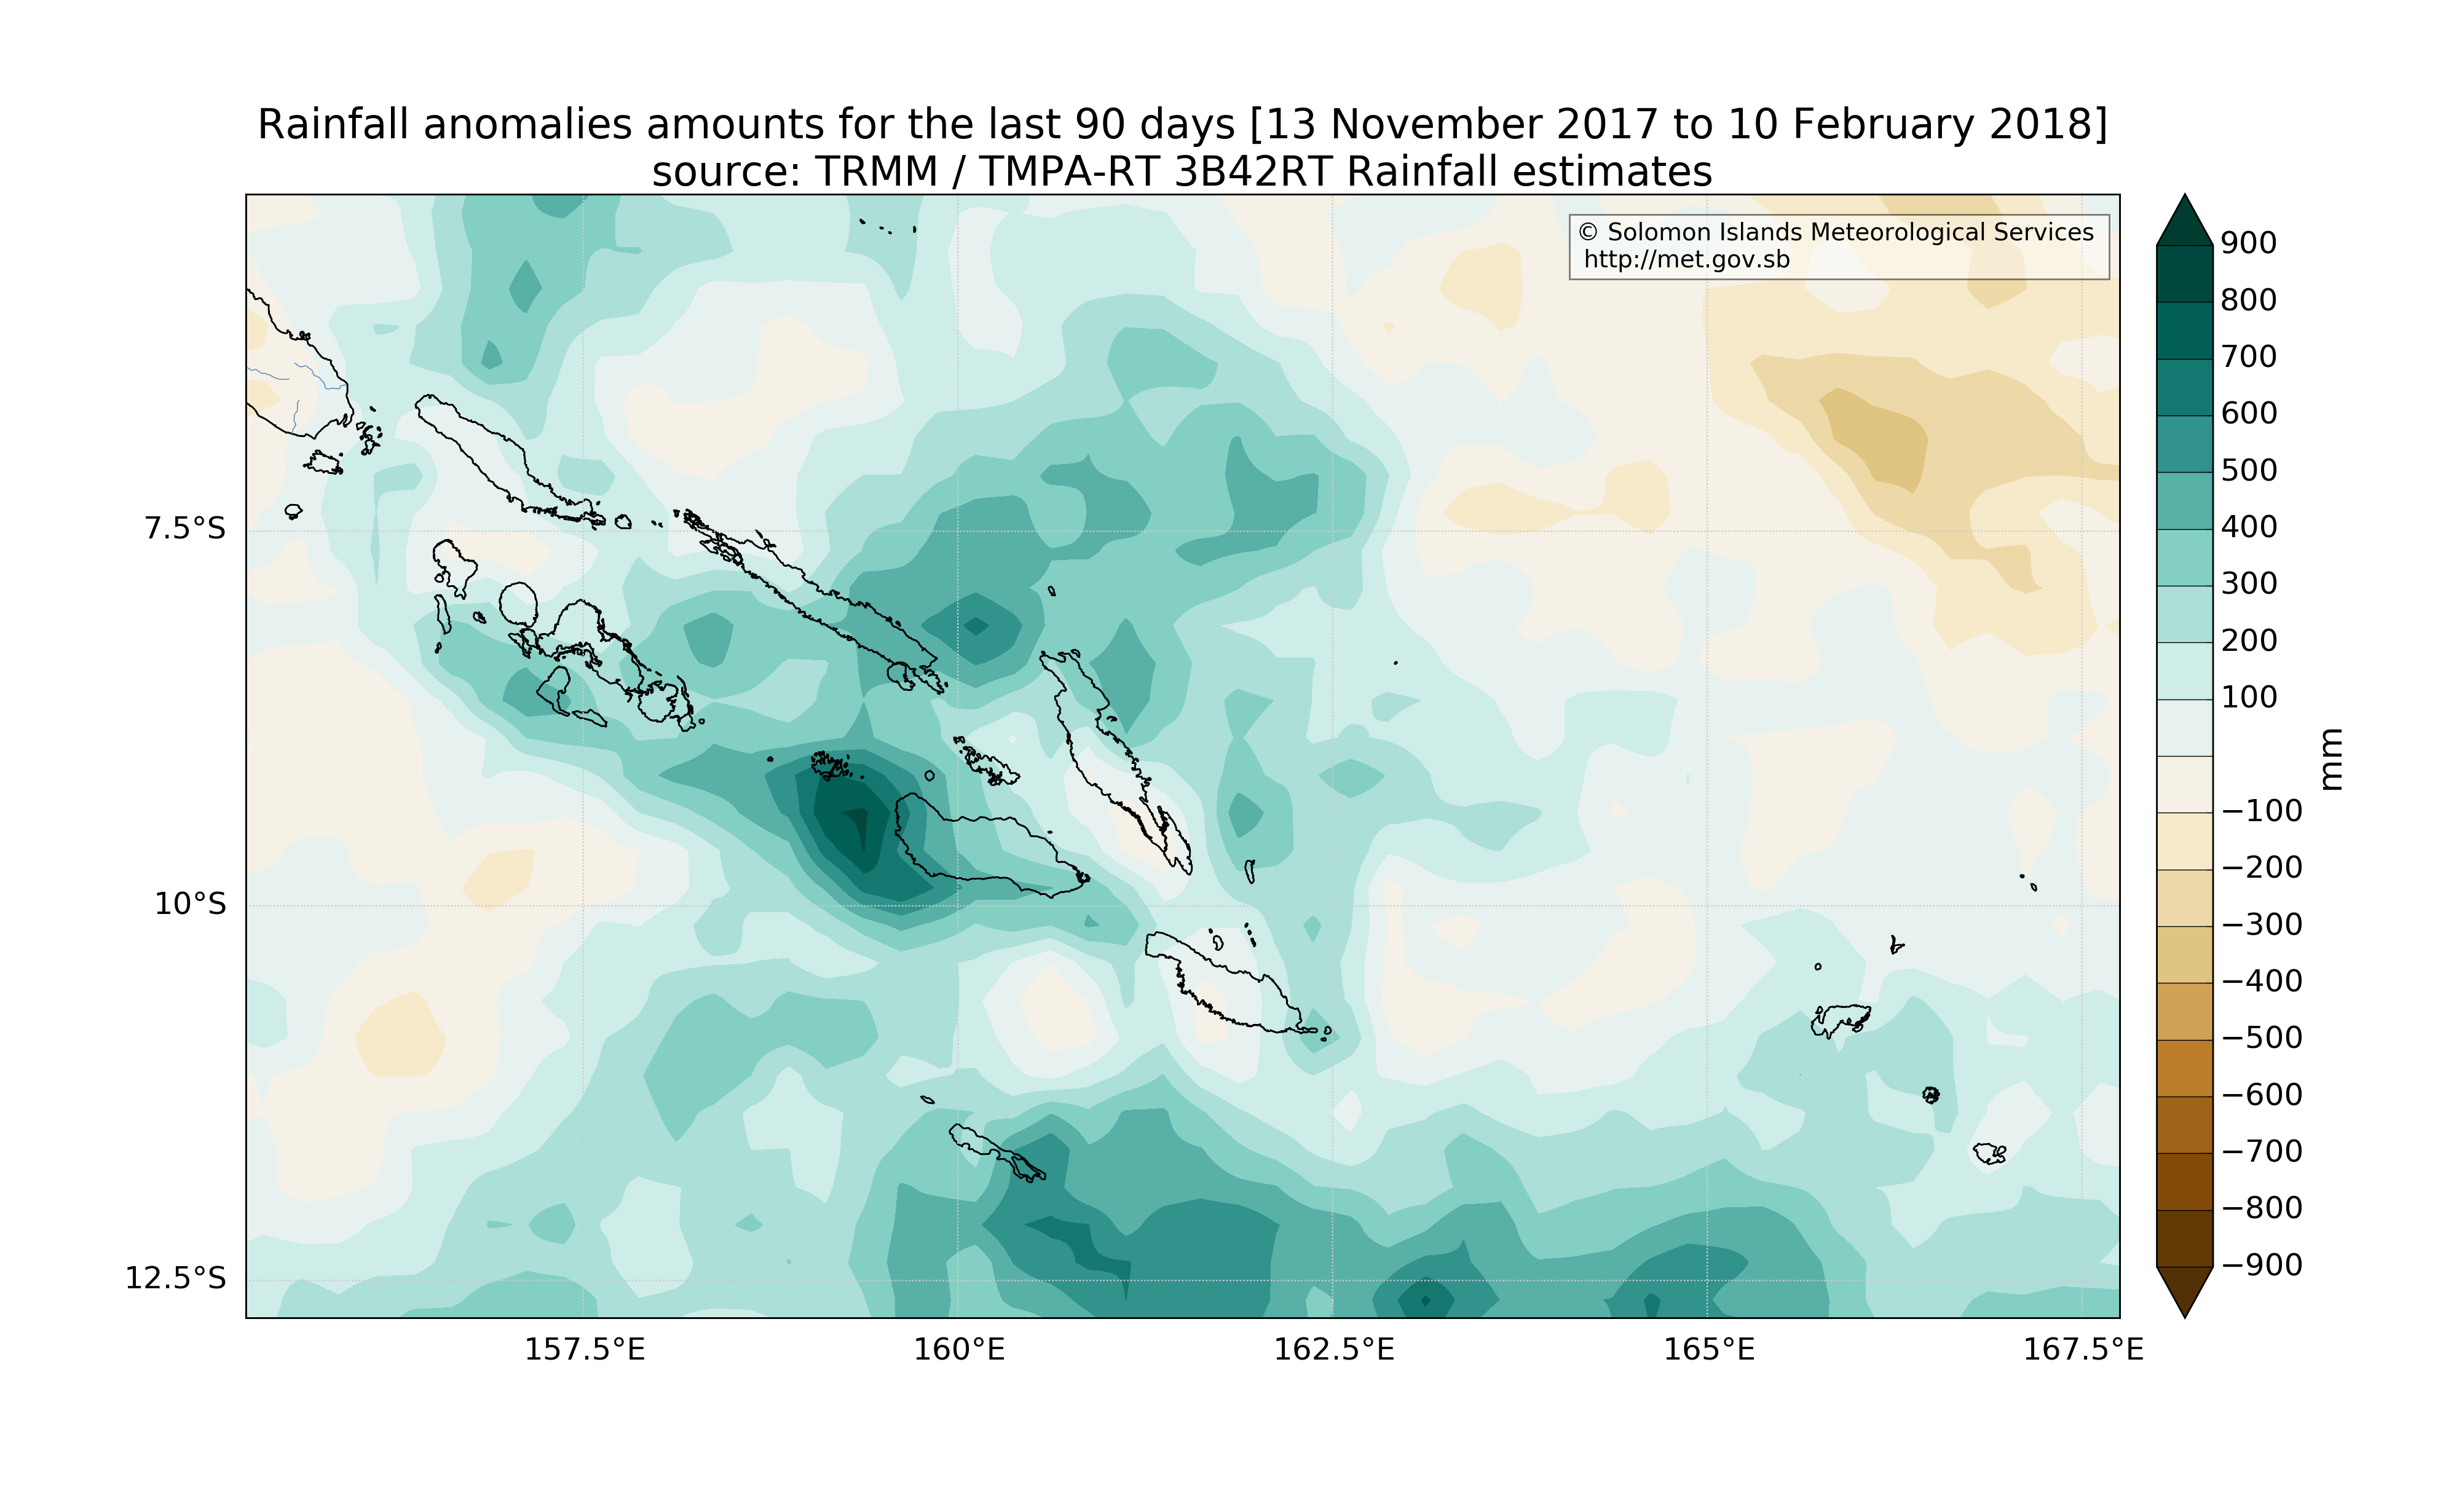 Rainfall anomalies amounts for the last 90 days [13 November 2017 to 10 February 2018]
source: TRMM / TMPA-RT 3B42RT Rainfall estimates
© Solomon Islands Meteorological Services
http://met.gov.sb
7.5°S
10°S
12.5°S
157.5°E
160°E
162.5°E
165°E
167.5°E
900
800
700
600
500
400
300
200
100
−100
−200
−300
−400
−500
−600
−700
−800
−900
mm